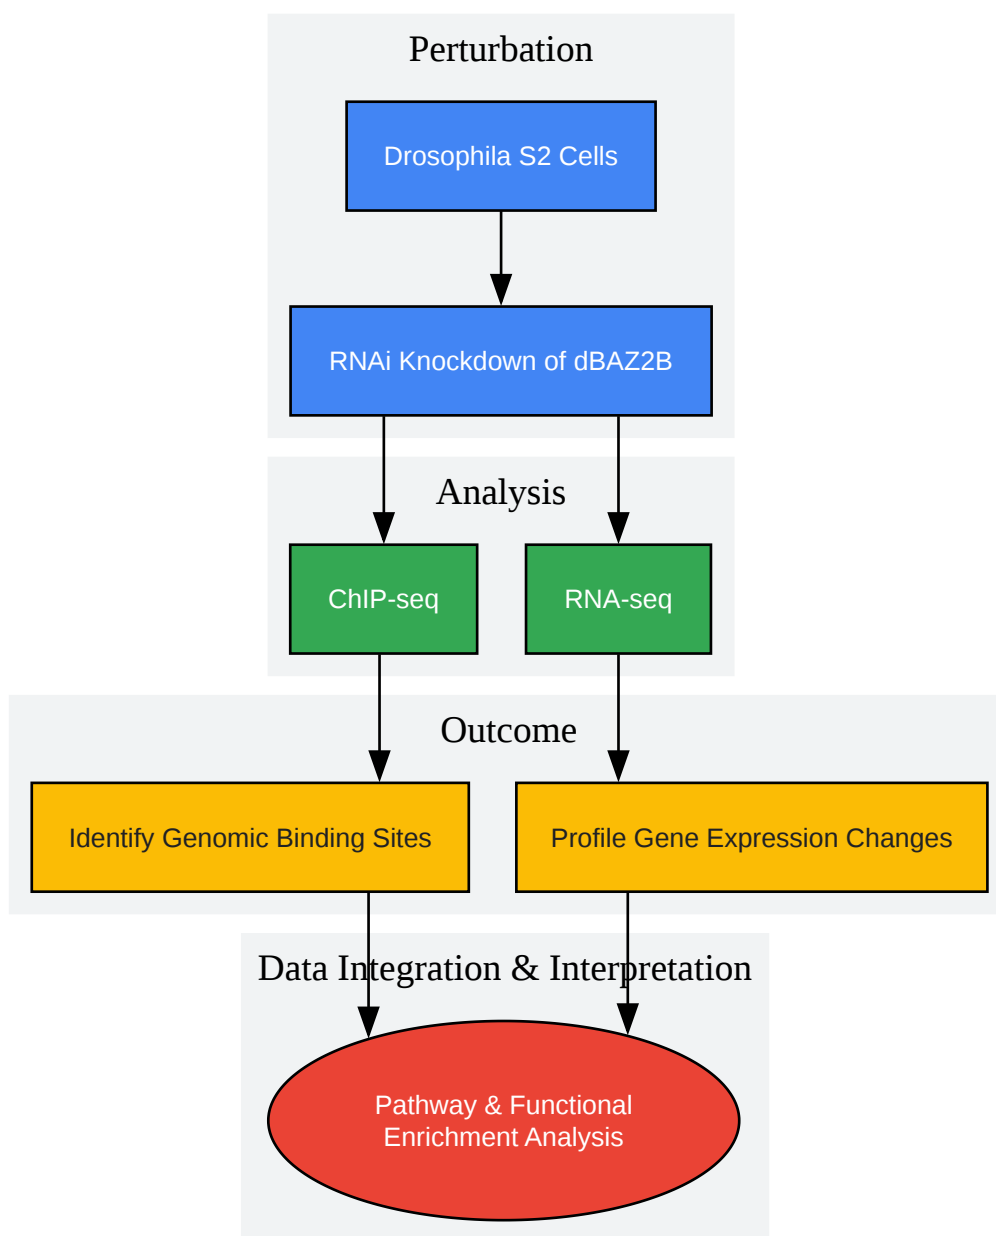 Perturbation
Drosophila S2 Cells
RNAi Knockdown of dBAZ2B
Analysis
ChIP-seq
RNA-seq
Outcome
Identify Genomic Binding Sites
Profile Gene Expression Changes
Data Integration & Interpretation
Pathway & Functional
Enrichment Analysis